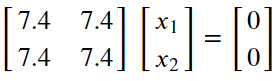 [7.4 7.4] [x₁] = [0]
[7.4 7.4] [x₂] = [0]